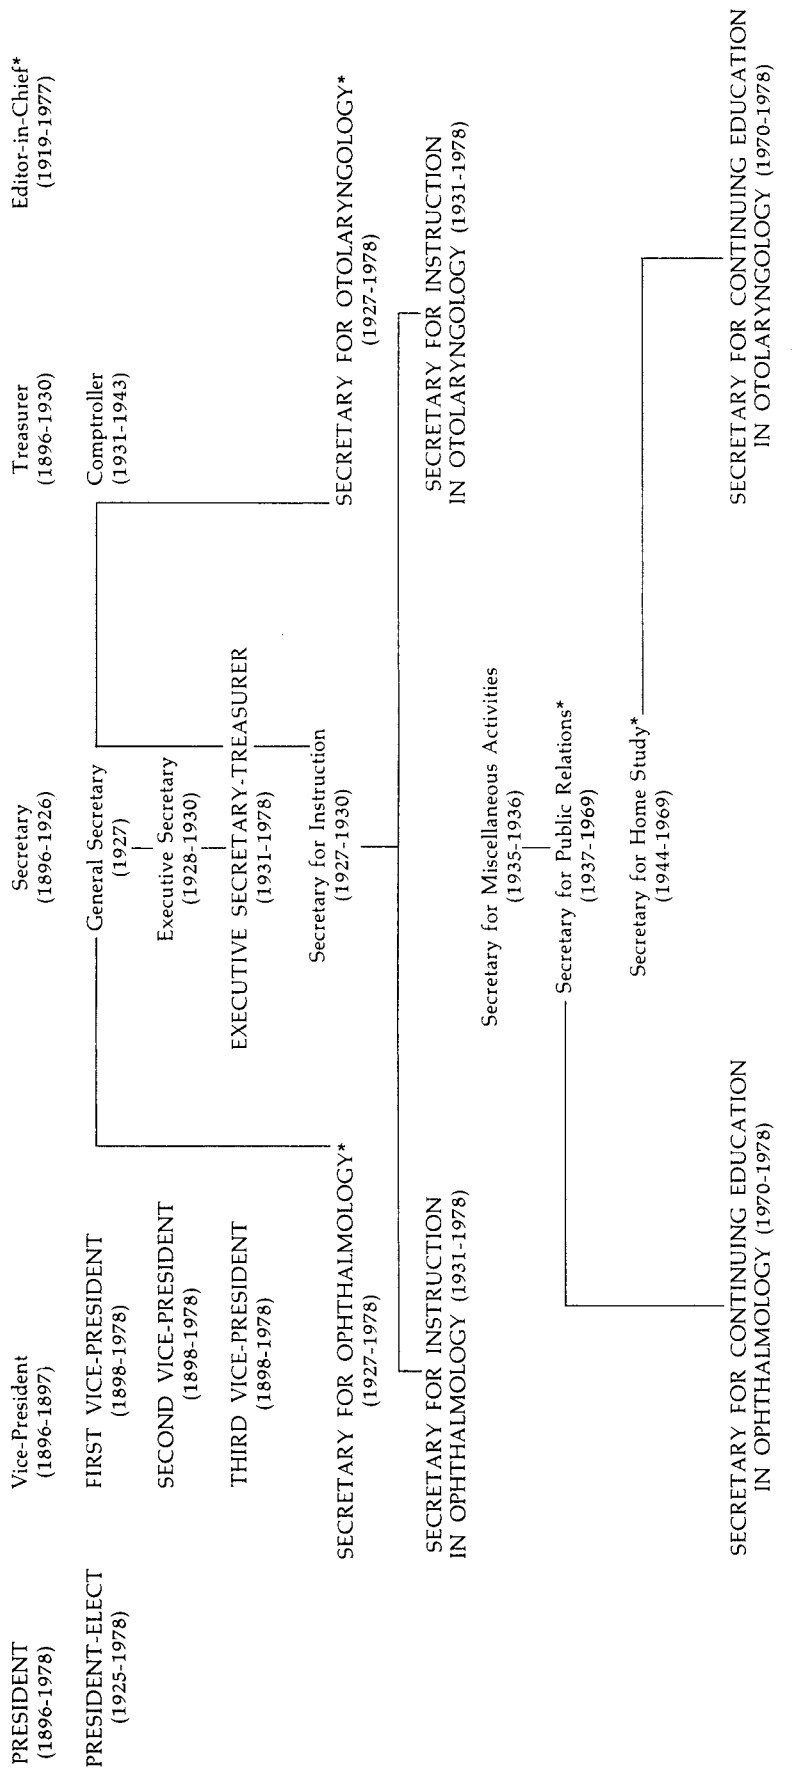 PRESIDENT
(1896-1978)
Vice-President
(1896-1897)
Secretary
(1896-1926)
Treasurer
(1896-1930)
Editor-in-Chief*
(1919-1977)
PRESIDENT-ELECT
(1925-1978)
FIRST VICE-PRESIDENT
(1898-1978)
General Secretary
(1927)
Comptroller
(1931-1943)
SECOND VICE-PRESIDENT
(1898-1978)
Executive Secretary
(1928-1930)
THIRD VICE-PRESIDENT
(1898-1978)
EXECUTIVE SECRETARY-TREASURER
(1931-1978)
Secretary for Instruction
(1927-1930)
SECRETARY FOR OPHTHALMOLOGY*
(1927-1978)
SECRETARY FOR OTOLARYNGOLOGY*
(1927-1978)
SECRETARY FOR INSTRUCTION
IN OPHTHALMOLOGY (1931-1978)
SECRETARY FOR INSTRUCTION
IN OTOLARYNGOLOGY (1931-1978)
Secretary for Miscellaneous Activities
(1935-1936)
Secretary for Public Relations*
(1937-1969)
Secretary for Home Study*
(1944-1969)
SECRETARY FOR CONTINUING EDUCATION
IN OPHTHALMOLOGY (1970-1978)
SECRETARY FOR CONTINUING EDUCATION
IN OTOLARYNGOLOGY (1970-1978)